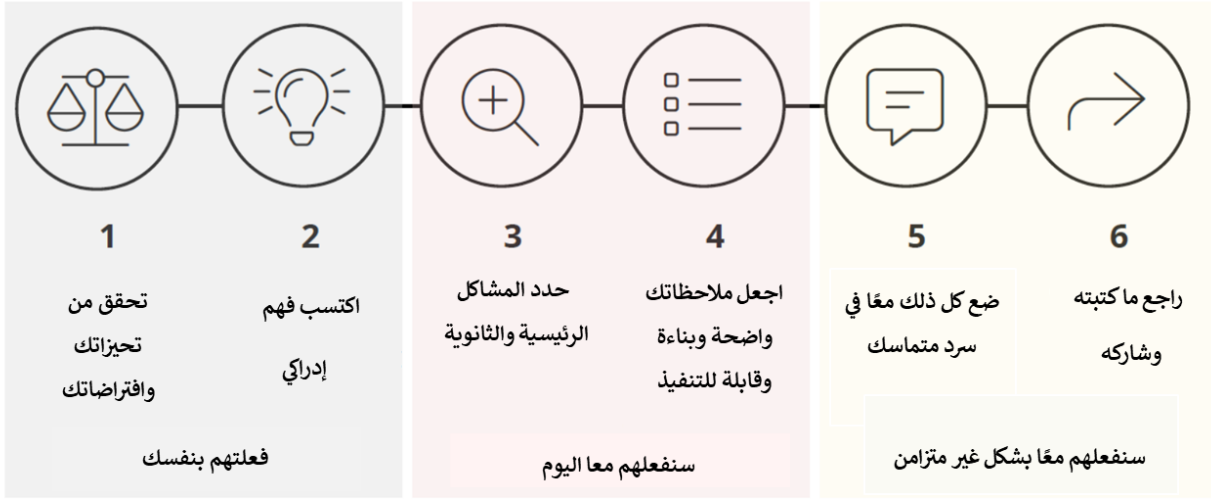 1
تحقق من
تحيزاتك
وافتراضاتك
2
اكتسب فهم
إدراكي
فعلتهم بنفسك
3
حدد المشاكل
الرئيسية والثانوية
4
اجعل ملاحظاتك
واضحة وبناءة
وقابلة للتنفيذ
سنفعلهم معا اليوم
5
ضع كل ذلك معًا في
سرد متماسك
6
راجع ما كتبته
وشاركه
سنفعلهم معًا بشكل غير متزامن